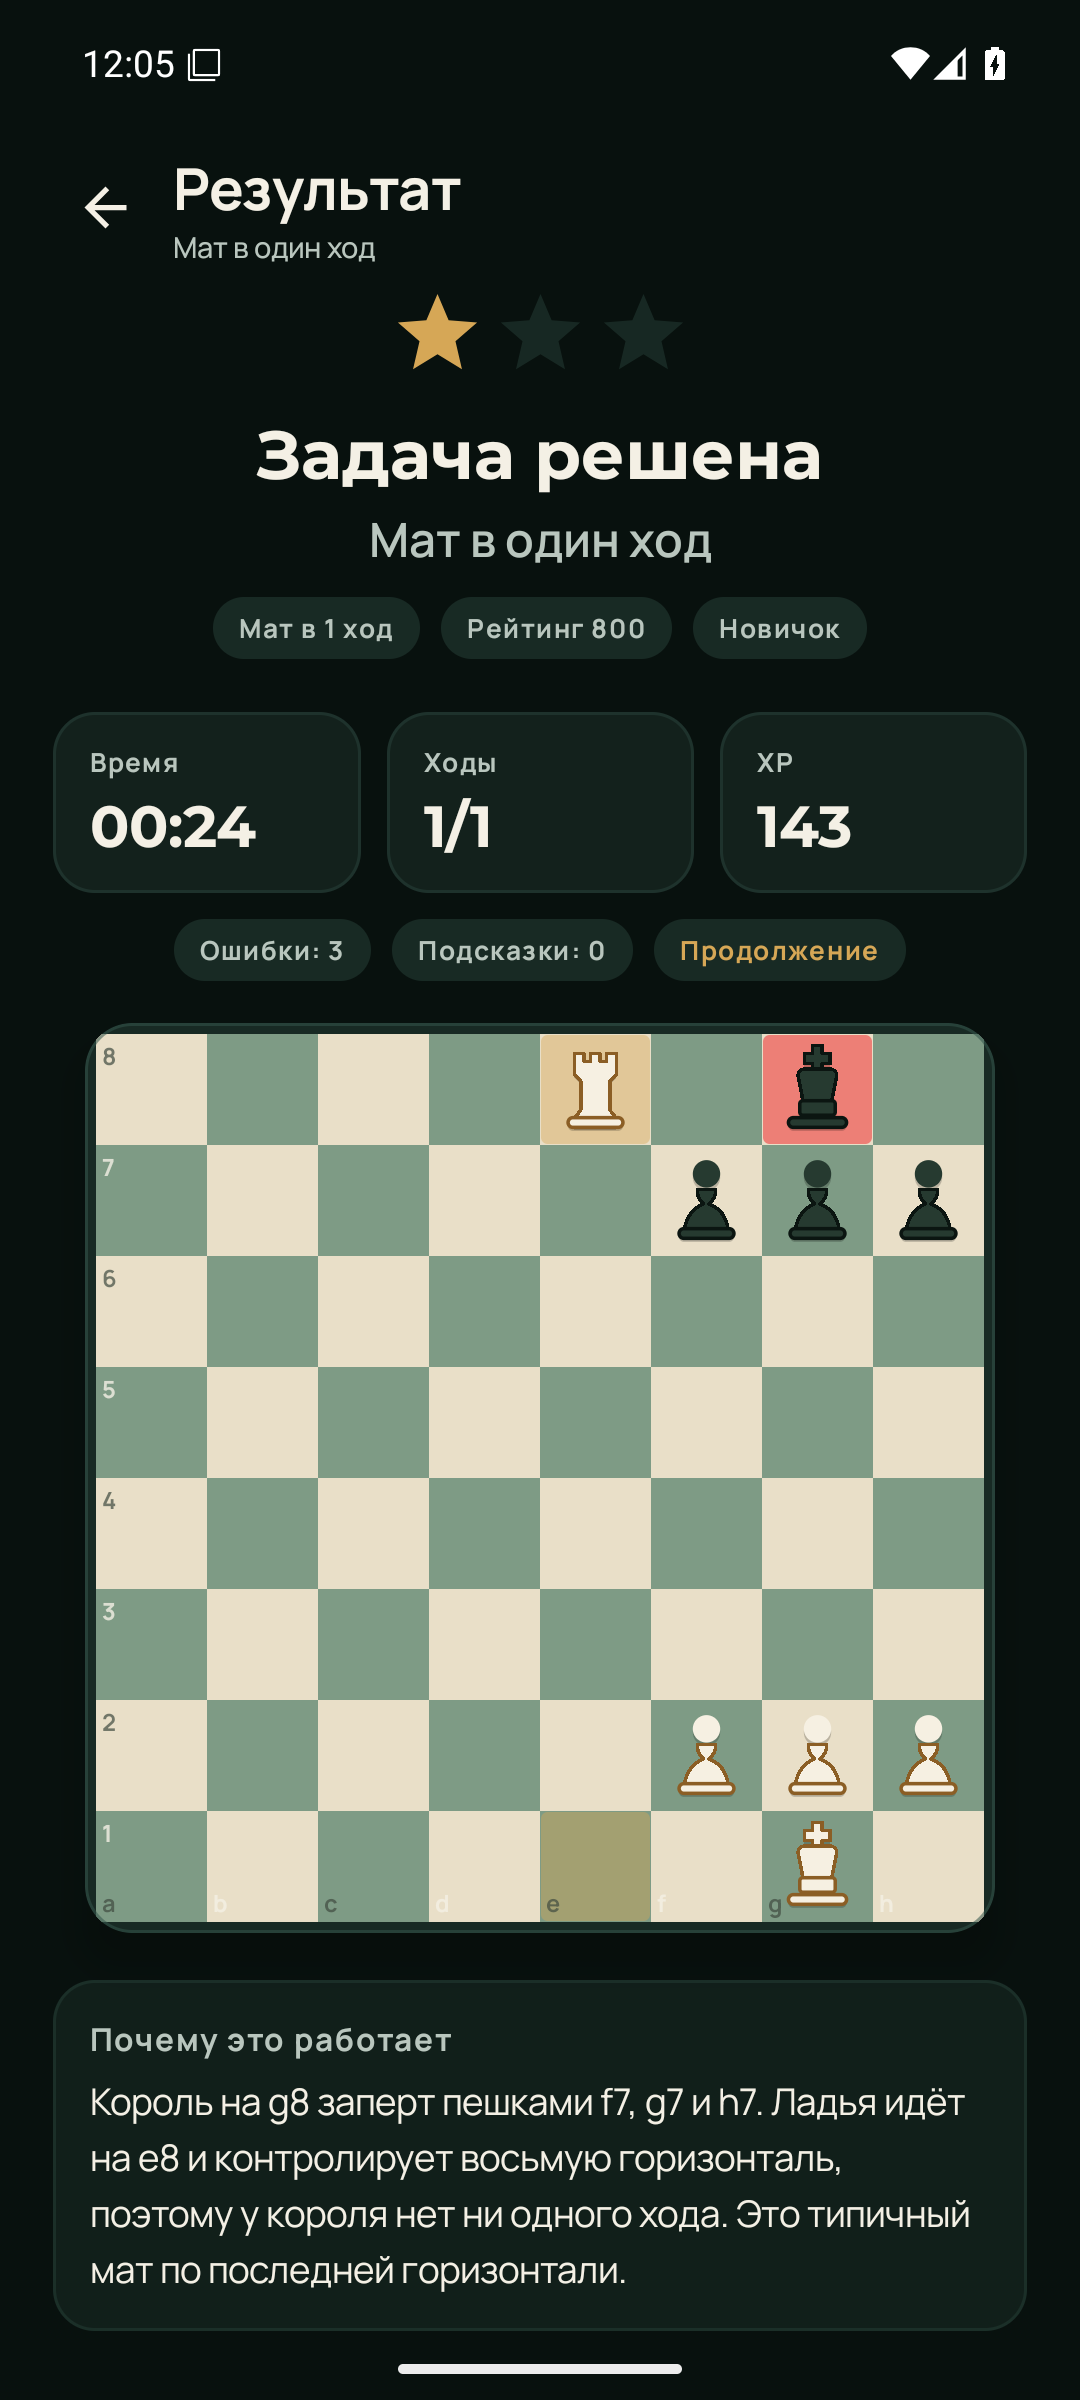 12:05
Результат
Мат в один ход
Задача решена
Мат в один ход
Мат в 1 ход Рейтинг 800 Новичок
Время Ходы XP
00:24 1/1 143
Ошибки: 3 Подсказки: 0 Продолжение
8
7
6
5
4
3
2
1
a b c d e f g h
Почему это работает
Король на g8 заперт пешками f7, g7 и h7. Ладья идёт
на e8 и контролирует восьмую горизонталь,
поэтому у короля нет ни одного хода. Это типичный
мат по последней горизонтали.